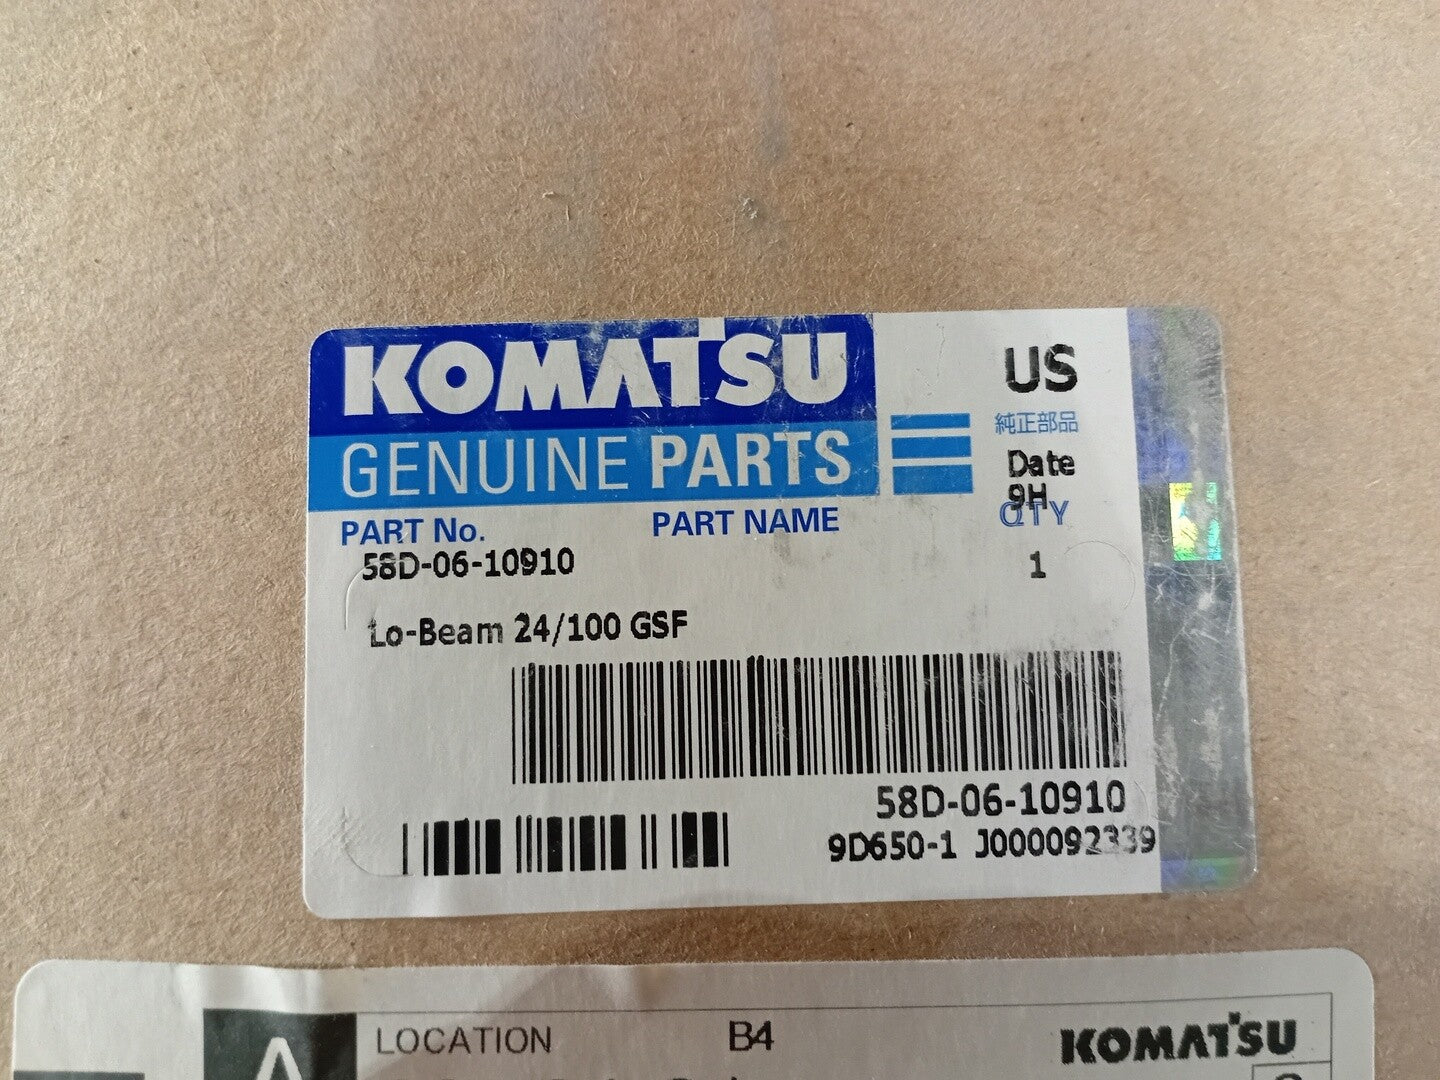 KOMATSU
US
GENUINE PARTS
純正部品
Date
9H
QTY
PART No.
PART NAME
58D-06-10910
1
Lo-Beam 24/100 GSF
58D-06-10910
9D650-1 J000092339
A
LOCATION
B4
KOMATSU